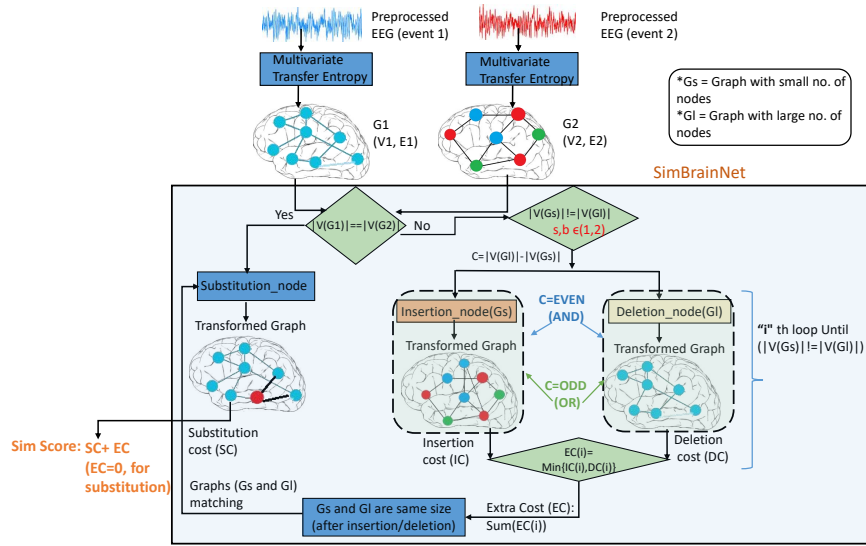 Preprocessed
EEG (event 1)
Preprocessed
EEG (event 2)
Multivariate
Transfer Entropy
Multivariate
Transfer Entropy
*Gs = Graph with small no. of
nodes
*Gl = Graph with large no. of
nodes
G1
(V1, E1)
G2
(V2, E2)
SimBrainNet
Yes
|V(G1)|==|V(G2)|
No
|V(Gs)|!=|V(Gl)|
s,b ϵ(1,2)
C=|V(Gl)|-|V(Gs)|
Substitution_node
Insertion_node(Gs)
C=EVEN
(AND)
Deletion_node(Gl)
"i" th loop Until
(|V(Gs)|!=|V(Gl)|)
Transformed Graph
Transformed Graph
Transformed Graph
C=ODD
(OR)
Substitution
cost (SC)
Insertion
cost (IC)
Deletion
cost (DC)
Sim Score: SC+ EC
(EC=0, for
substitution)
EC(i)=
Min{IC(i),DC(i)}
Graphs (Gs and Gl)
matching
Gs and Gl are same size
(after insertion/deletion)
Extra Cost (EC):
Sum(EC(i))